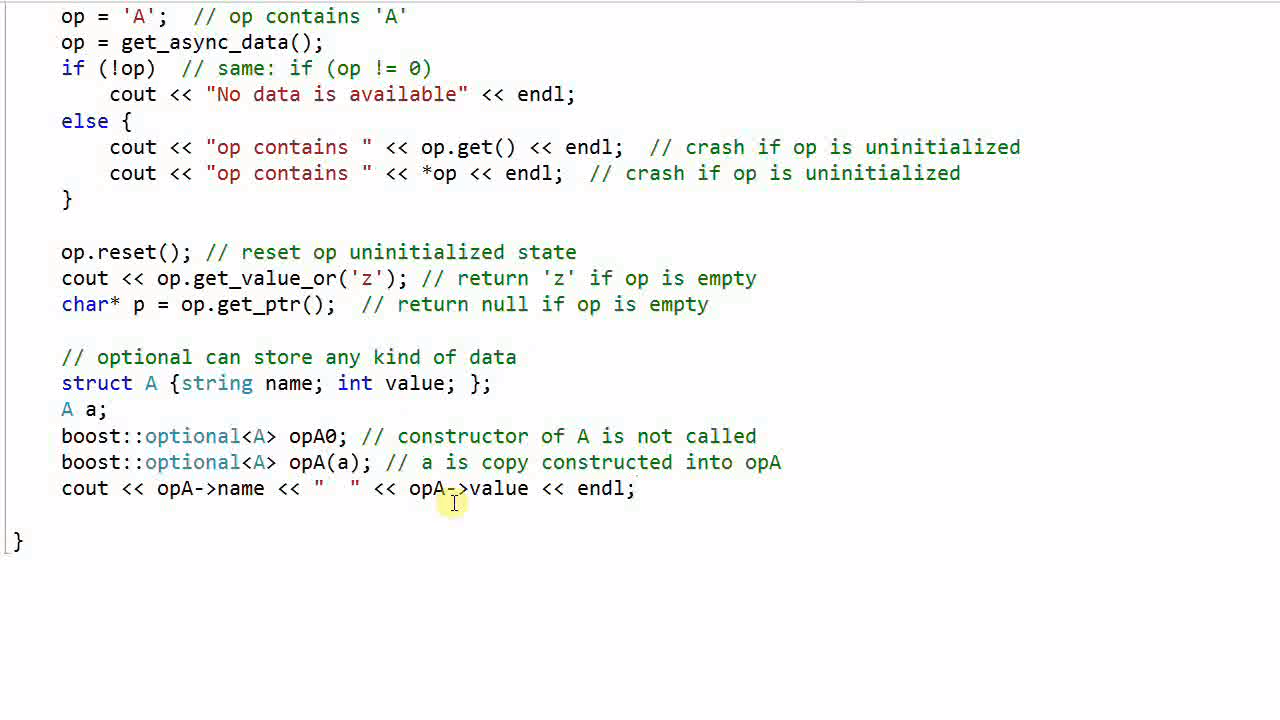 op = 'A';  // op contains 'A'
op = get_async_data();
if (!op)  // same: if (op != 0)
cout << "No data is available" << endl;
else {
cout << "op contains " << op.get() << endl;  // crash if op is uninitialized
cout << "op contains " << *op << endl;  // crash if op is uninitialized
}
op.reset(); // reset op uninitialized state
cout << op.get_value_or('z'); // return 'z' if op is empty
char* p = op.get_ptr();  // return null if op is empty
// optional can store any kind of data
struct A {string name; int value; };
A a;
boost::optional<A> opA0; // constructor of A is not called
boost::optional<A> opA(a); // a is copy constructed into opA
cout << opA->name << "  " << opA->value << endl;
}